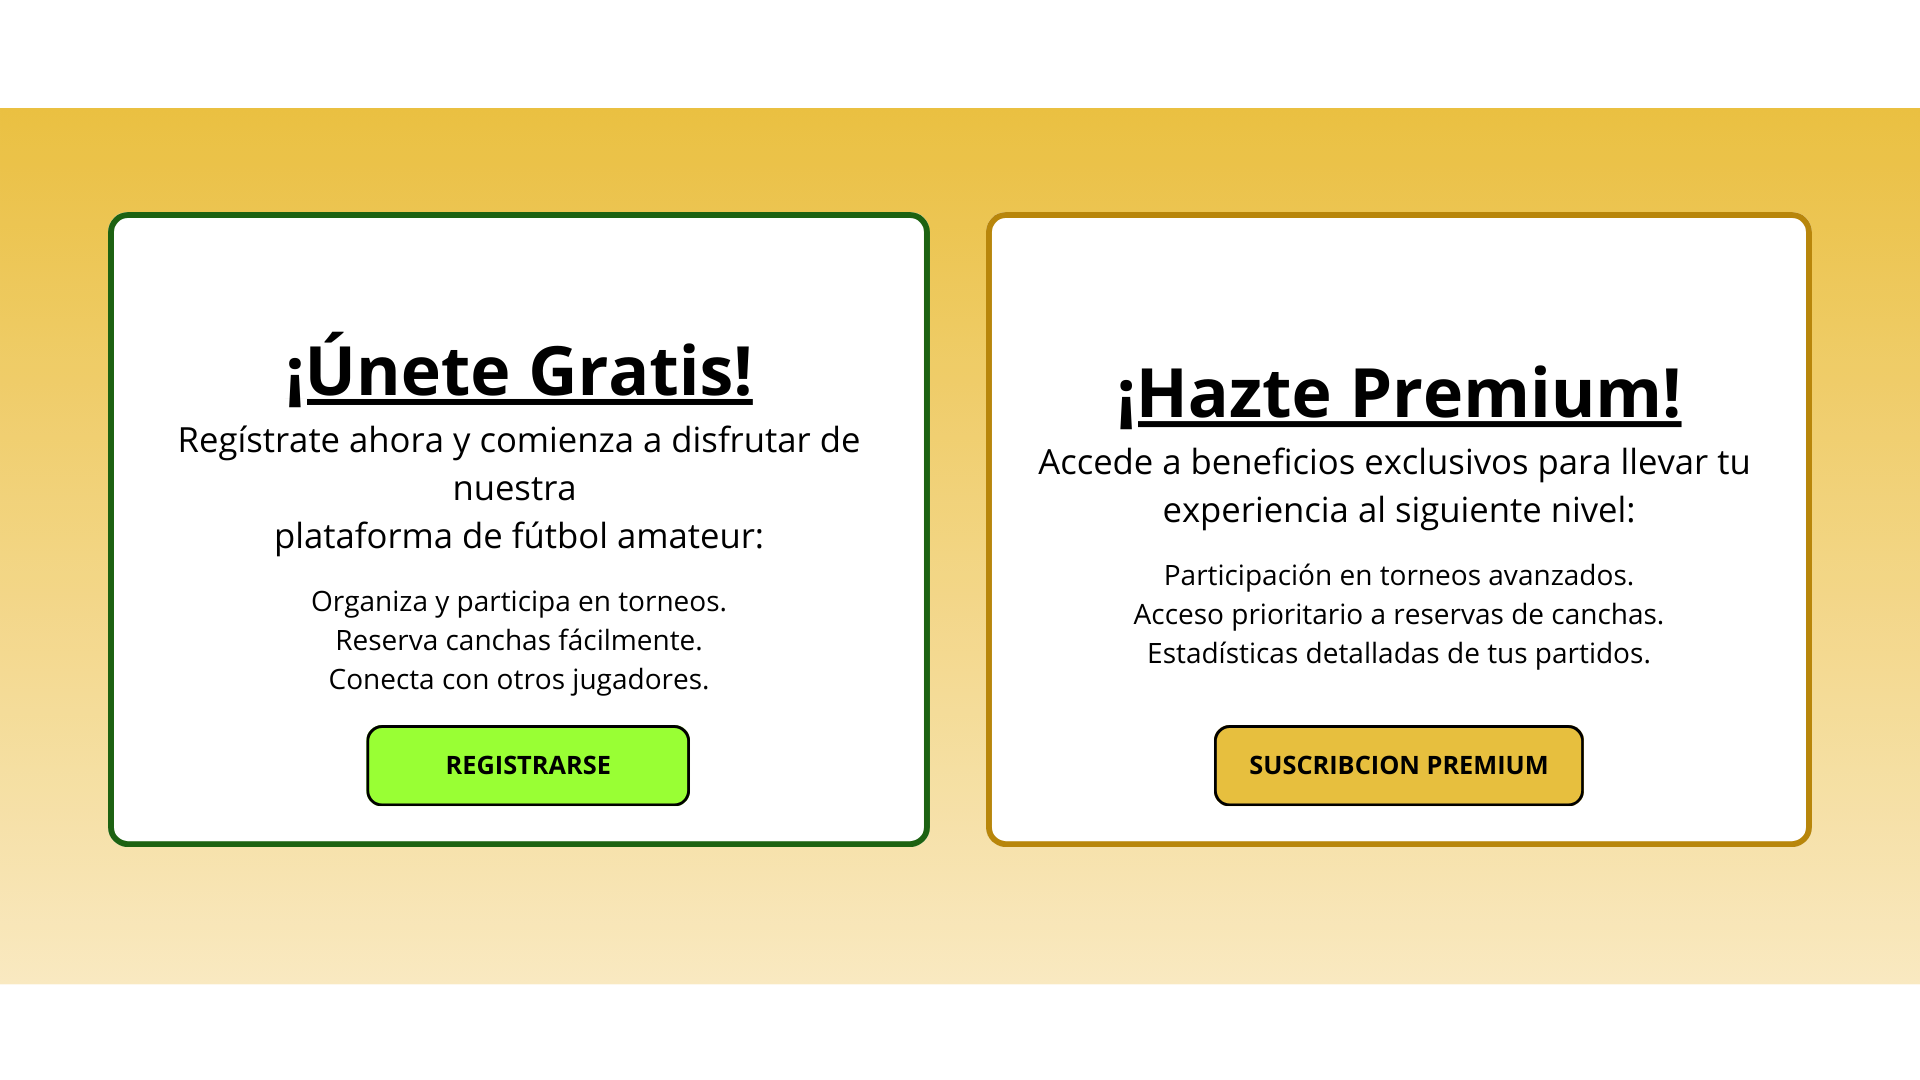 ¡Únete Gratis!
Regístrate ahora y comienza a disfrutar de
nuestra
plataforma de fútbol amateur:
Organiza y participa en torneos.
Reserva canchas fácilmente.
Conecta con otros jugadores.
REGISTRARSE
¡Hazte Premium!
Accede a beneficios exclusivos para llevar tu
experiencia al siguiente nivel:
Participación en torneos avanzados.
Acceso prioritario a reservas de canchas.
Estadísticas detalladas de tus partidos.
SUSCRIBCION PREMIUM